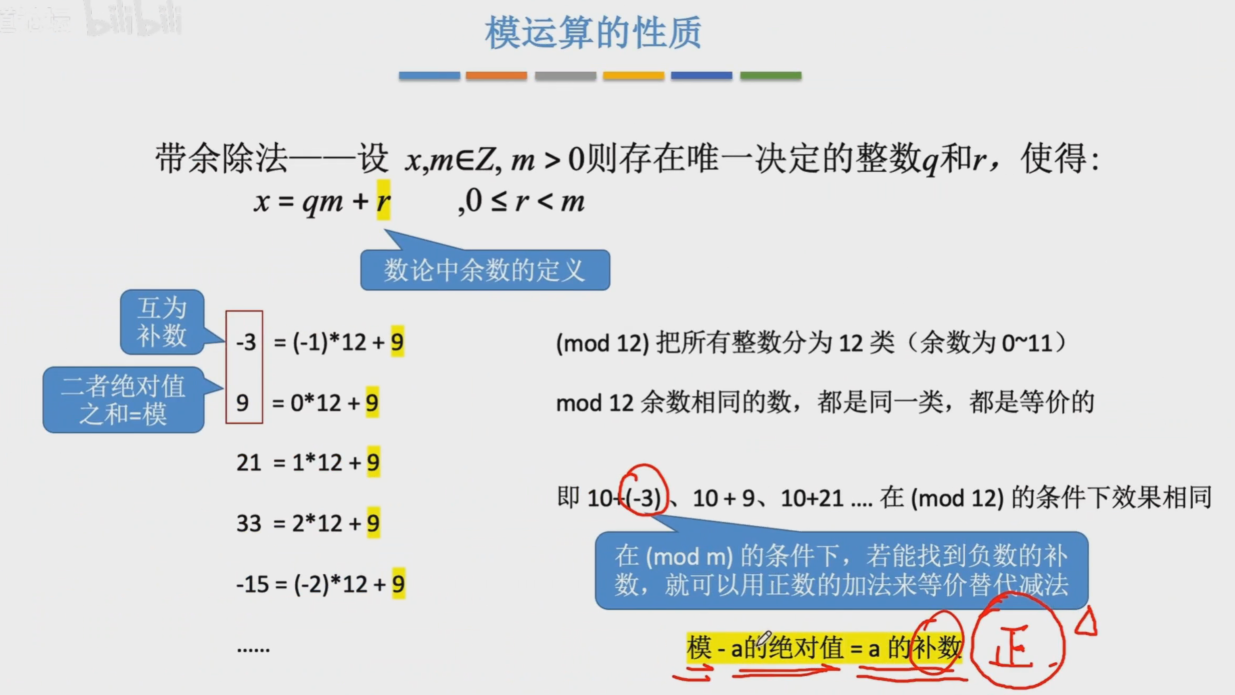 bilibili
模运算的性质
带余除法——设 x,m∈Z, m > 0则存在唯一决定的整数q和r，使得:
x = qm + r ,0 ≤ r < m
数论中余数的定义
互为
补数
二者绝对值
之和=模
-3 = (-1)*12 + 9
9 = 0*12 + 9
21 = 1*12 + 9
33 = 2*12 + 9
-15 = (-2)*12 + 9
......
(mod 12) 把所有整数分为 12 类（余数为 0~11）
mod 12 余数相同的数，都是同一类，都是等价的
即 10+(-3) 、10 + 9、10+21 .... 在 (mod 12) 的条件下效果相同
在 (mod m) 的条件下，若能找到负数的补
数，就可以用正数的加法来等价替代减法
模 - a的绝对值 = a 的补数
正